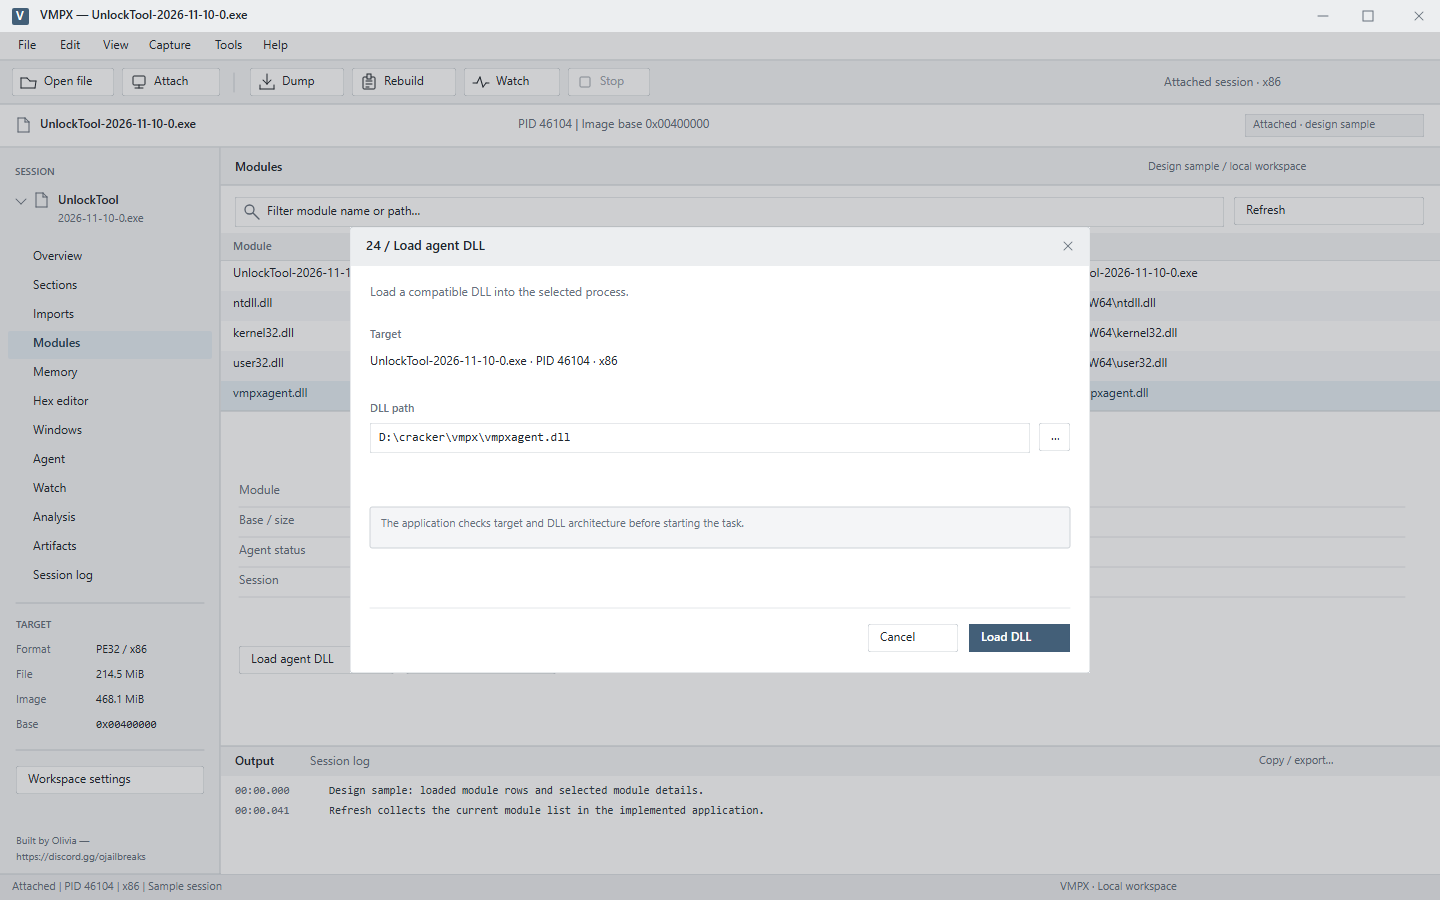 VMPX — UnlockTool-2026-11-10-0.exe
File Edit View Capture Tools Help
Open file Attach Dump Rebuild Watch Stop Attached session · x86
UnlockTool-2026-11-10-0.exe PID 46104 | Image base 0x00400000 Attached · design sample
SESSION
UnlockTool
2026-11-10-0.exe
Overview
Sections
Imports
Modules
Memory
Hex editor
Windows
Agent
Watch
Analysis
Artifacts
Session log
TARGET
Format PE32 / x86
File 214.5 MiB
Image 468.1 MiB
Base 0x00400000
Workspace settings
Built by Olivia —
https://discord.gg/ojailbreaks
Modules Design sample / local workspace
Filter module name or path... Refresh
Module
UnlockTool-2026-11-1 ol-2026-11-10-0.exe
ntdll.dll W64\ntdll.dll
kernel32.dll W64\kernel32.dll
user32.dll W64\user32.dll
vmpxagent.dll pxagent.dll
Module
Base / size
Agent status
Session
Load agent DLL
24 / Load agent DLL
Load a compatible DLL into the selected process.
Target
UnlockTool-2026-11-10-0.exe · PID 46104 · x86
DLL path
D:\cracker\vmpx\vmpxagent.dll ...
The application checks target and DLL architecture before starting the task.
Cancel Load DLL
Output Session log Copy / export...
00:00.000 Design sample: loaded module rows and selected module details.
00:00.041 Refresh collects the current module list in the implemented application.
Attached | PID 46104 | x86 | Sample session VMPX · Local workspace